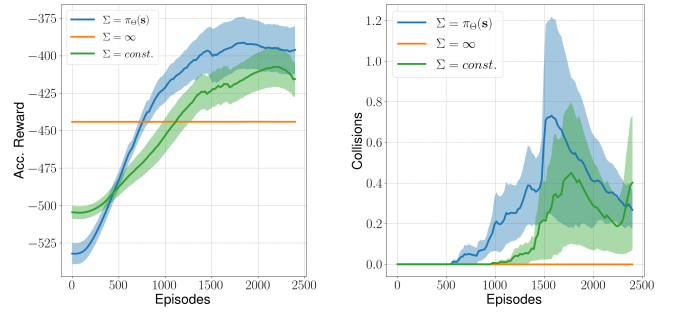 Σ = π_Θ(s)
Σ = ∞
Σ = const.
−375
−400
−425
−450
−475
−500
−525
Acc. Reward
0 500 1000 1500 2000 2500
Episodes
Σ = π_Θ(s)
Σ = ∞
Σ = const.
1.2
1.0
0.8
0.6
0.4
0.2
0.0
Collisions
0 500 1000 1500 2000 2500
Episodes